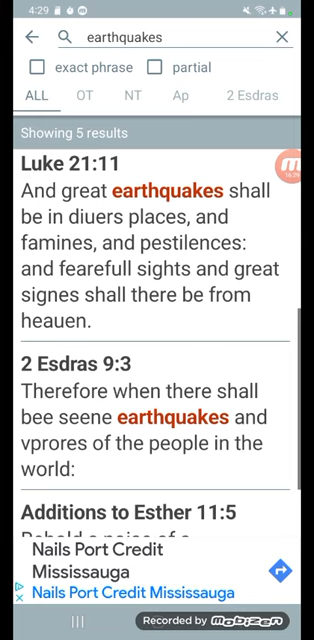 4:29
earthquakes
exact phrase partial
ALL OT NT Ap 2 Esdras
Showing 5 results
Luke 21:11
And great earthquakes shall
be in diuers places, and
famines, and pestilences:
and fearefull sights and great
signes shall there be from
heauen.
2 Esdras 9:3
Therefore when there shall
bee seene earthquakes and
vprores of the people in the
world:
Additions to Esther 11:5
Nails Port Credit
Mississauga
Nails Port Credit Mississauga
Recorded by mobizen